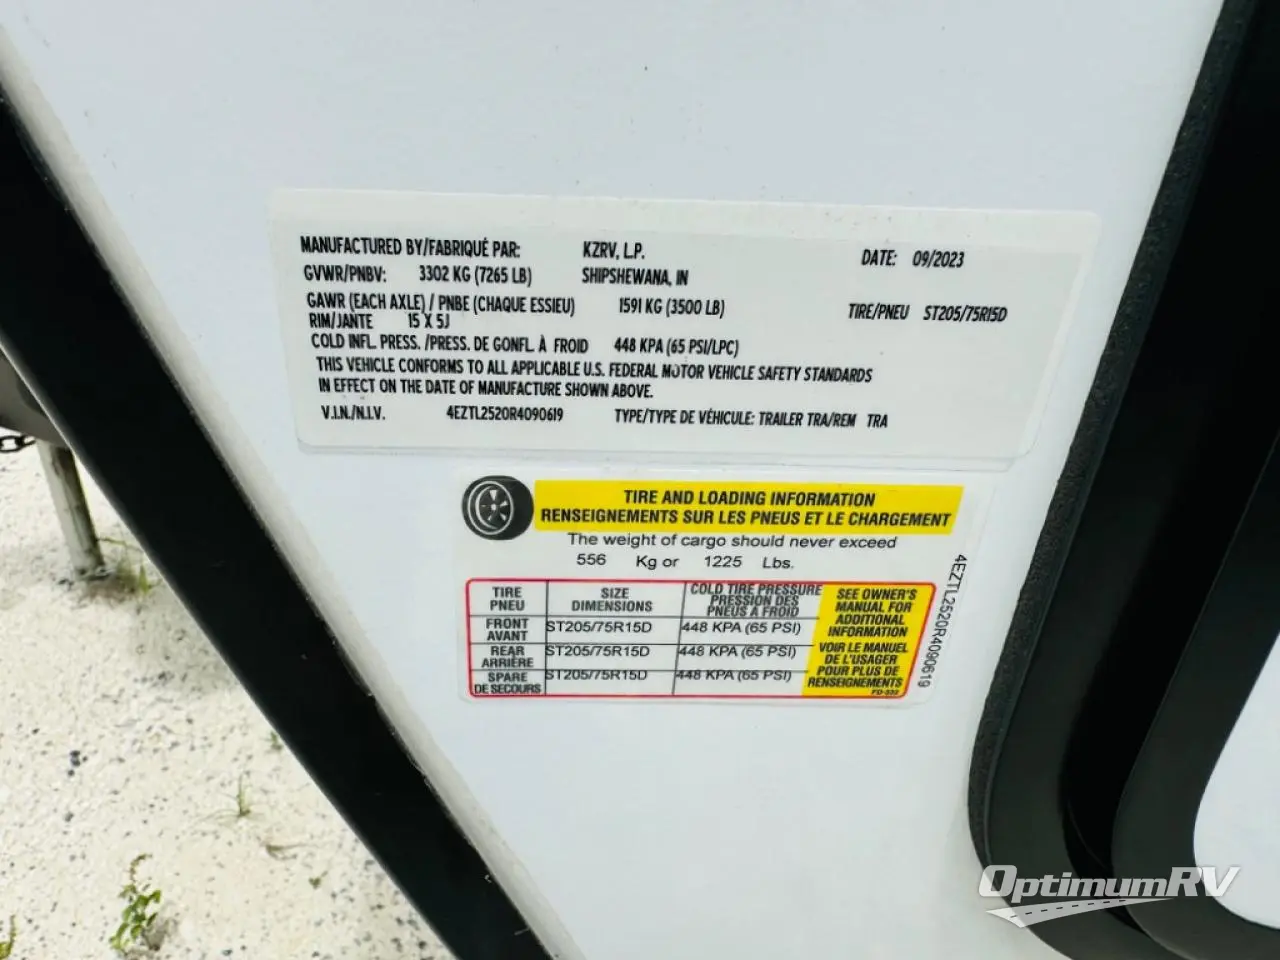 MANUFACTURED BY/FABRIQUÉ PAR: KZRV, L.P. DATE: 09/2023
GVWR/PNBV: 3302 KG (7265 LB) SHIPSHEWANA, IN
GAWR (EACH AXLE) / PNBE (CHAQUE ESSIEU) 1591 KG (3500 LB) TIRE/PNEU ST205/75R15D
RIM/JANTE 15 X 5J
COLD INFL. PRESS. /PRESS. DE GONFL. À FROID 448 KPA (65 PSI/LPC)
THIS VEHICLE CONFORMS TO ALL APPLICABLE U.S. FEDERAL MOTOR VEHICLE SAFETY STANDARDS
IN EFFECT ON THE DATE OF MANUFACTURE SHOWN ABOVE.
V.I.N./N.I.V. 4EZTL2520R4090619 TYPE/TYPE DE VÉHICULE: TRAILER TRA/REM TRA
TIRE AND LOADING INFORMATION
RENSEIGNEMENTS SUR LES PNEUS ET LE CHARGEMENT
The weight of cargo should never exceed
556 Kg or 1225 Lbs.
TIRE SIZE COLD TIRE PRESSURE
PNEU DIMENSIONS PRESSION DES
PNEUS À FROID
FRONT ST205/75R15D 448 KPA (65 PSI)
AVANT
REAR ST205/75R15D 448 KPA (65 PSI)
ARRIÈRE
SPARE ST205/75R15D 448 KPA (65 PSI)
DE SECOURS
SEE OWNER'S
MANUAL FOR
ADDITIONAL
INFORMATION
VOIR LE MANUEL
DE L'USAGER
POUR PLUS DE
RENSEIGNEMENTS
4EZTL2520R4090619
OptimumRV